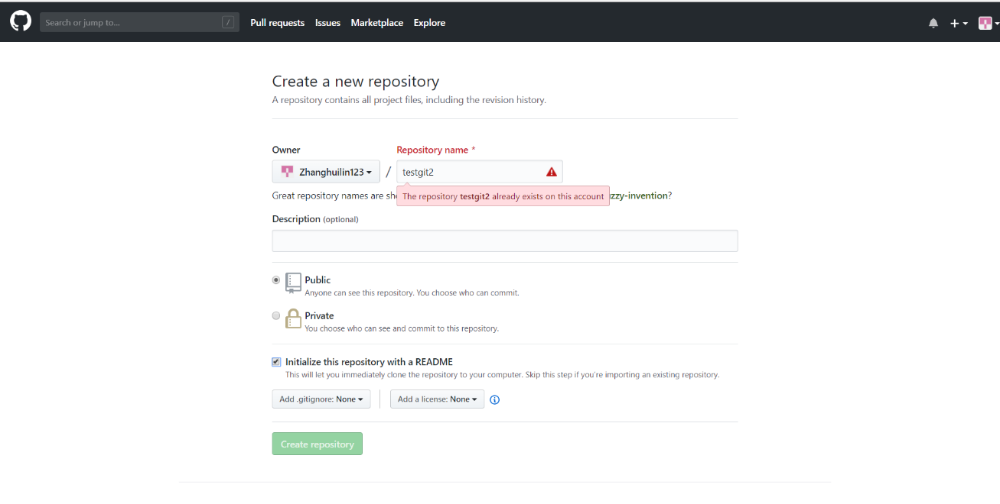 Search or jump to... /
Pull requests Issues Marketplace Explore
Create a new repository
A repository contains all project files, including the revision history.
Owner Repository name *
Zhanghuilin123 / testgit2
Great repository names are sh
The repository testgit2 already exists on this account
zzy-invention?
Description (optional)
Public
Anyone can see this repository. You choose who can commit.
Private
You choose who can see and commit to this repository.
Initialize this repository with a README
This will let you immediately clone the repository to your computer. Skip this step if you're importing an existing repository.
Add .gitignore: None Add a license: None
Create repository